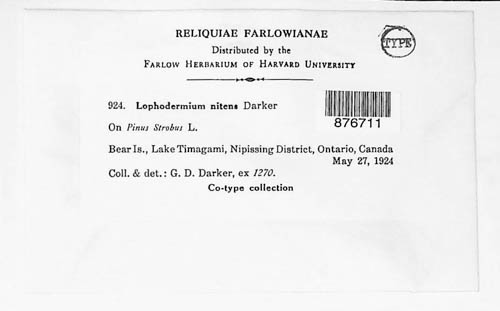 RELIQUIAE FARLOWIANAE
Distributed by the
FARLOW HERBARIUM OF HARVARD UNIVERSITY
TYPE
924. Lophodermium nitens Darker
876711
On Pinus Strobus L.
Bear Is., Lake Timagami, Nipissing District, Ontario, Canada
May 27, 1924
Coll. & det.: G. D. Darker, ex 1270.
Co-type collection